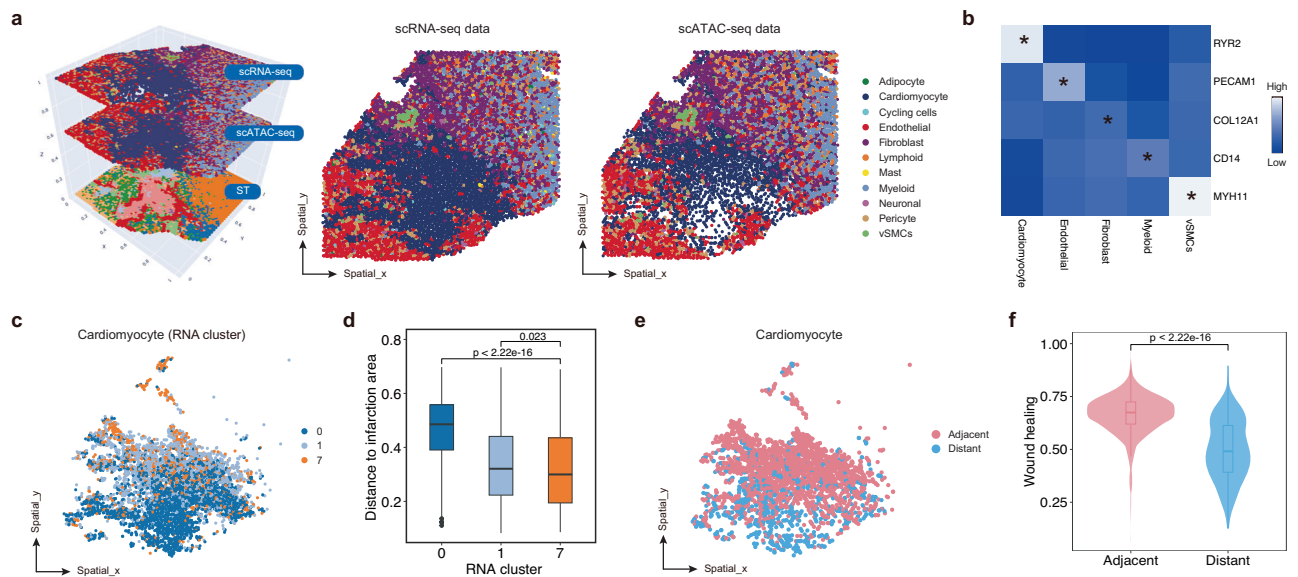 a
scRNA-seq
scATAC-seq
ST
scRNA-seq data
Spatial_y
Spatial_x
scATAC-seq data
Spatial_y
Spatial_x
Adipocyte
Cardiomyocyte
Cycling cells
Endothelial
Fibroblast
Lymphoid
Mast
Myeloid
Neuronal
Pericyte
vSMCs
b
* RYR2
* PECAM1
* COL12A1
* CD14
* MYH11
Cardiomyocyte
Endothelial
Fibroblast
Myeloid
vSMCs
High
Low
c
Cardiomyocyte (RNA cluster)
0
1
7
Spatial_y
Spatial_x
d
0.023
p < 2.22e-16
0.8
0.6
0.4
0.2
Distance to infarction area
0 1 7
RNA cluster
e
Cardiomyocyte
Adjacent
Distant
Spatial_y
Spatial_x
f
p < 2.22e-16
1.00
0.75
0.50
0.25
Wound healing
Adjacent Distant